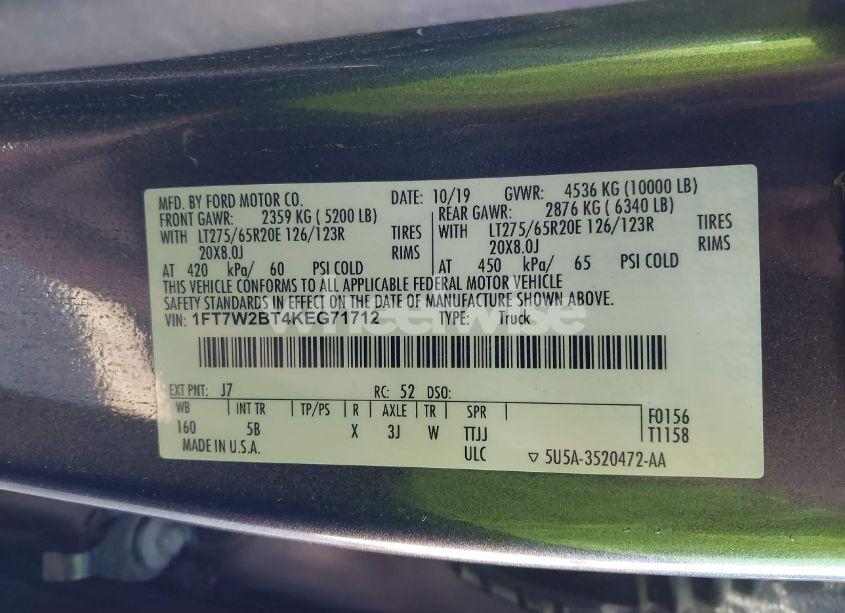 MFD. BY FORD MOTOR CO. DATE: 10/19 GVWR: 4536 KG (10000 LB)
FRONT GAWR: 2359 KG ( 5200 LB) REAR GAWR: 2876 KG ( 6340 LB)
WITH LT275/65R20E 126/123R TIRES WITH LT275/65R20E 126/123R TIRES
20X8.0J RIMS 20X8.0J RIMS
AT 420 kPa/ 60 PSI COLD AT 450 kPa/ 65 PSI COLD
THIS VEHICLE CONFORMS TO ALL APPLICABLE FEDERAL MOTOR VEHICLE
SAFETY STANDARDS IN EFFECT ON THE DATE OF MANUFACTURE SHOWN ABOVE.
VIN: 1FT7W2BT4KEG71712 TYPE: Truck
wheelwise
EXT PNT: J7 RC: 52 DSO:
WB INT TR TP/PS R AXLE TR SPR F0156
160 5B X 3J W TTJJ T1158
MADE IN U.S.A. ULC ▽ 5U5A-3520472-AA